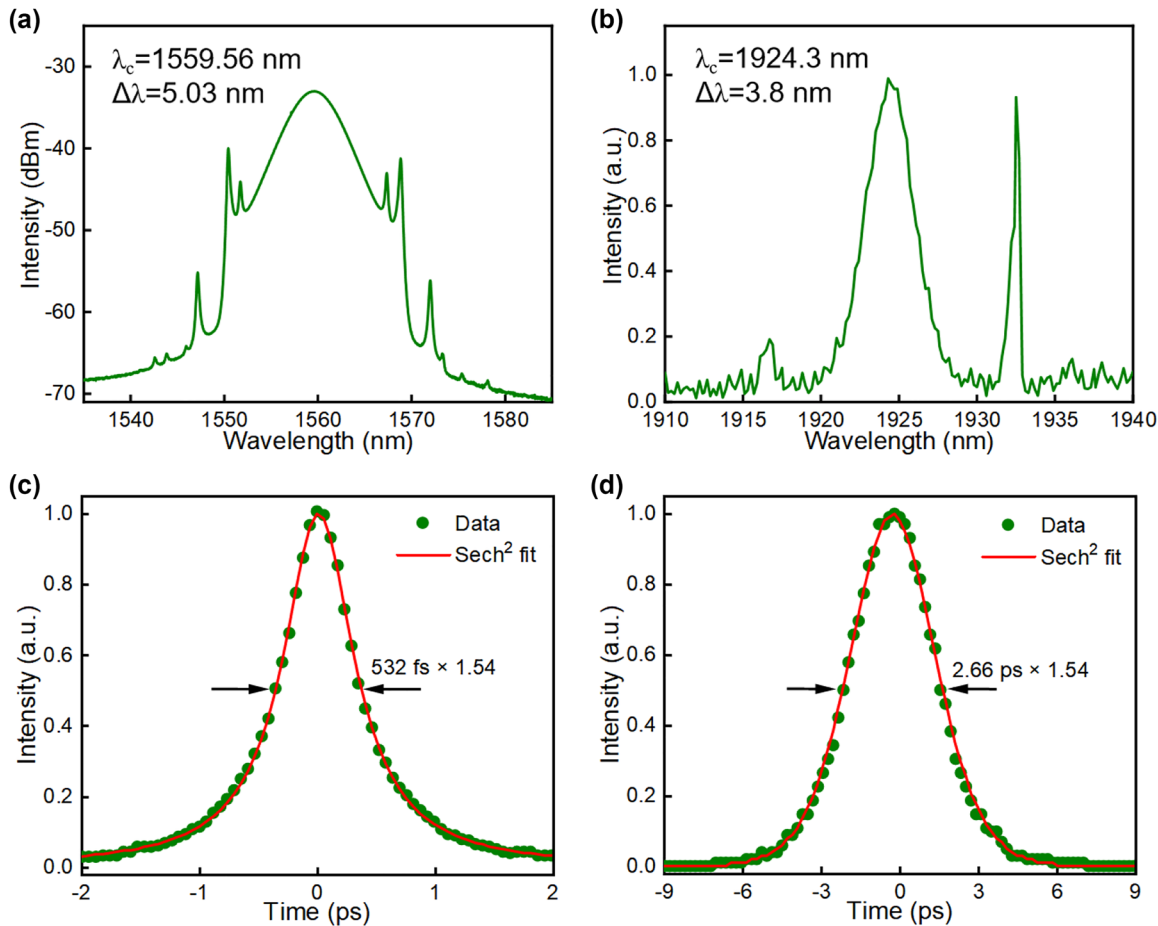 (a)
λc=1559.56 nm
Δλ=5.03 nm
-30
-40
-50
-60
-70
Intensity (dBm)
1540 1550 1560 1570 1580
Wavelength (nm)
(b)
λc=1924.3 nm
Δλ=3.8 nm
1.0
0.8
0.6
0.4
0.2
0.0
Intensity (a.u.)
1910 1915 1920 1925 1930 1935 1940
Wavelength (nm)
(c)
Data
Sech² fit
532 fs × 1.54
1.0
0.8
0.6
0.4
0.2
0.0
Intensity (a.u.)
-2 -1 0 1 2
Time (ps)
(d)
Data
Sech² fit
2.66 ps × 1.54
1.0
0.8
0.6
0.4
0.2
0.0
Intensity (a.u.)
-9 -6 -3 0 3 6 9
Time (ps)